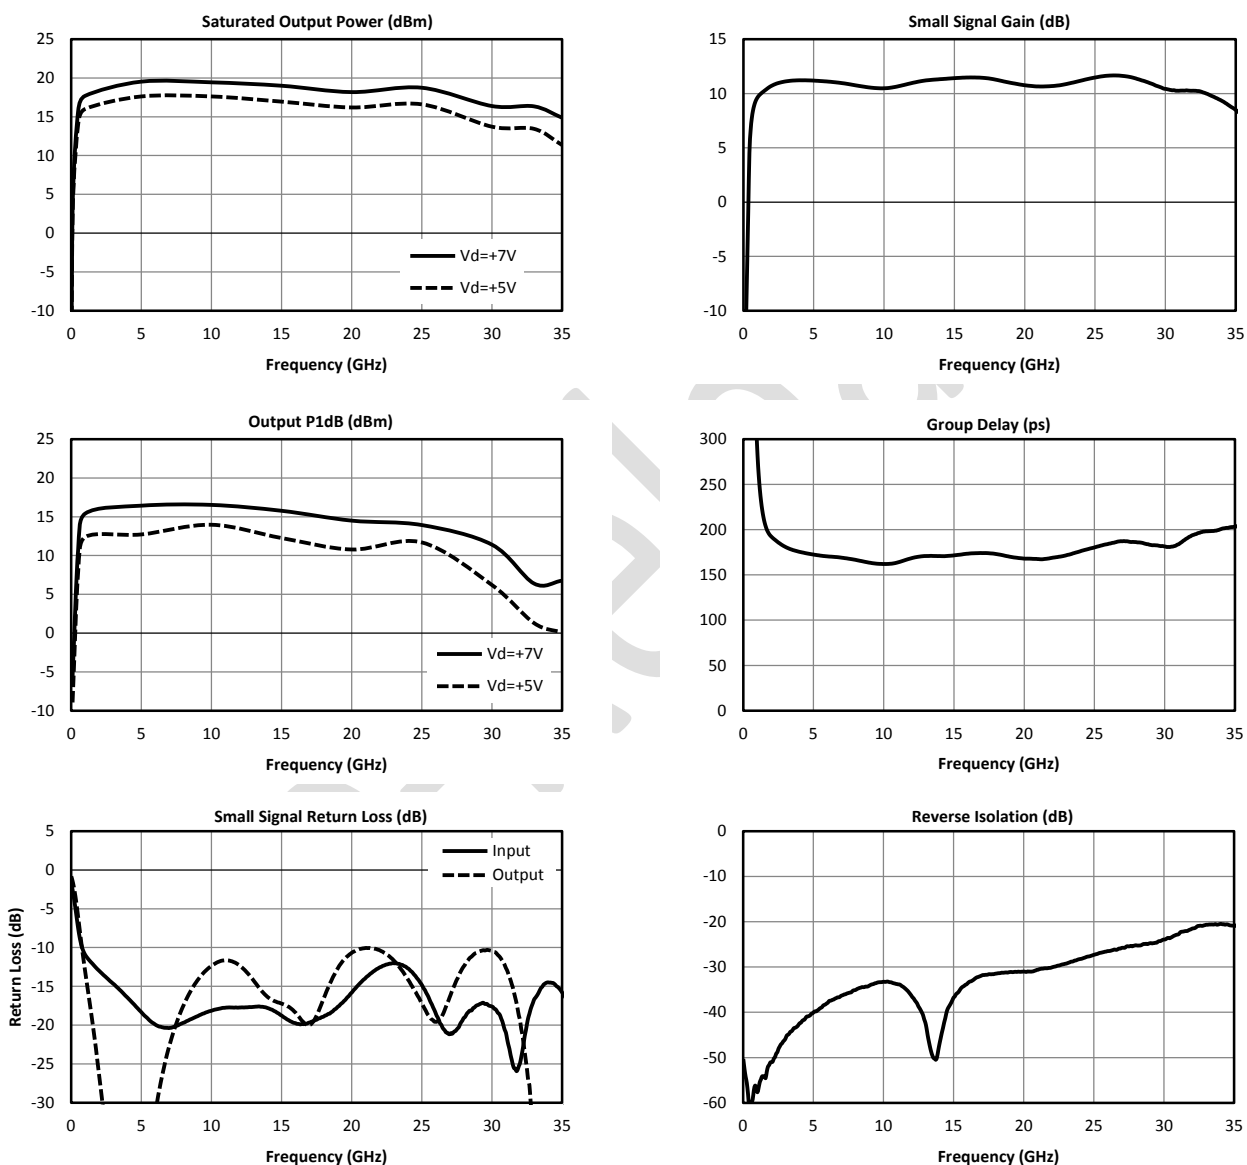 Saturated Output Power (dBm)
25
20
15
10
5
0
-5
-10
Vd=+7V
Vd=+5V
0 5 10 15 20 25 30 35
Frequency (GHz)
Small Signal Gain (dB)
15
10
5
0
-5
-10
0 5 10 15 20 25 30 35
Frequency (GHz)
Output P1dB (dBm)
25
20
15
10
5
0
-5
-10
Vd=+7V
Vd=+5V
0 5 10 15 20 25 30 35
Frequency (GHz)
Group Delay (ps)
300
250
200
150
100
50
0
0 5 10 15 20 25 30 35
Frequency (GHz)
Small Signal Return Loss (dB)
Return Loss (dB)
5
0
-5
-10
-15
-20
-25
-30
Input
Output
0 5 10 15 20 25 30 35
Frequency (GHz)
Reverse Isolation (dB)
0
-10
-20
-30
-40
-50
-60
0 5 10 15 20 25 30 35
Frequency (GHz)